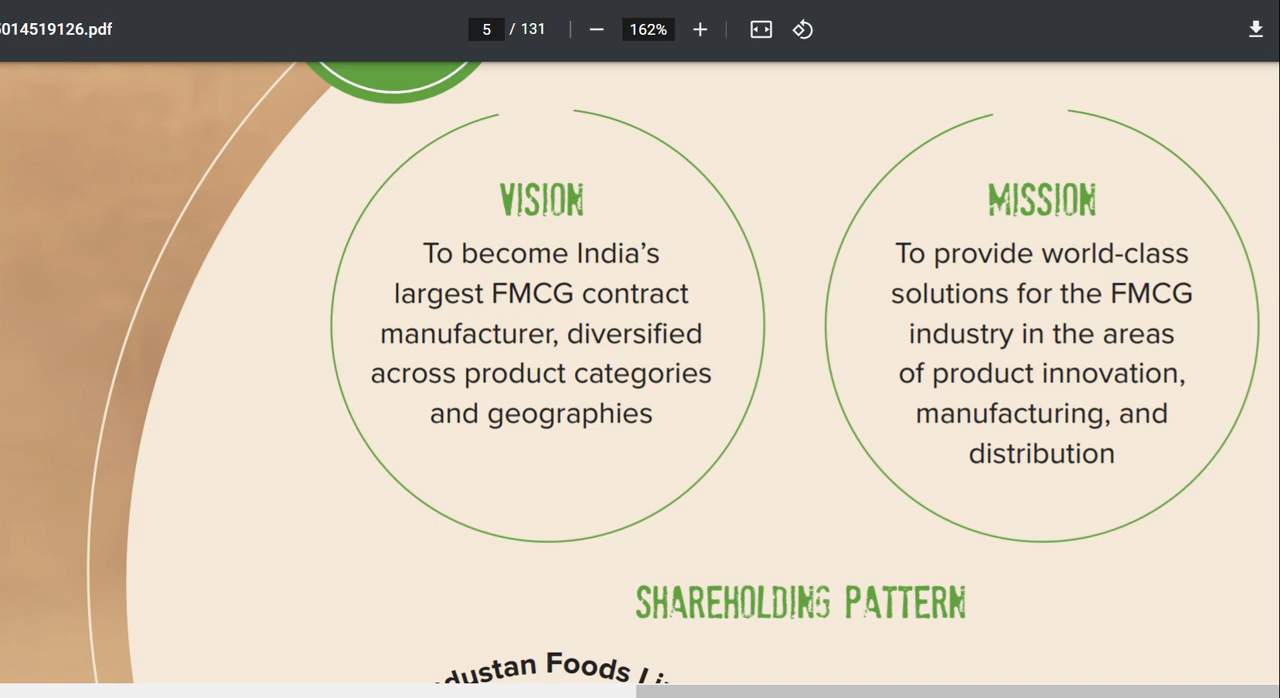 014519126.pdf
5 / 131
162%
VISION
To become India’s
largest FMCG contract
manufacturer, diversified
across product categories
and geographies
MISSION
To provide world-class
solutions for the FMCG
industry in the areas
of product innovation,
manufacturing, and
distribution
SHAREHOLDING PATTERN
Foods